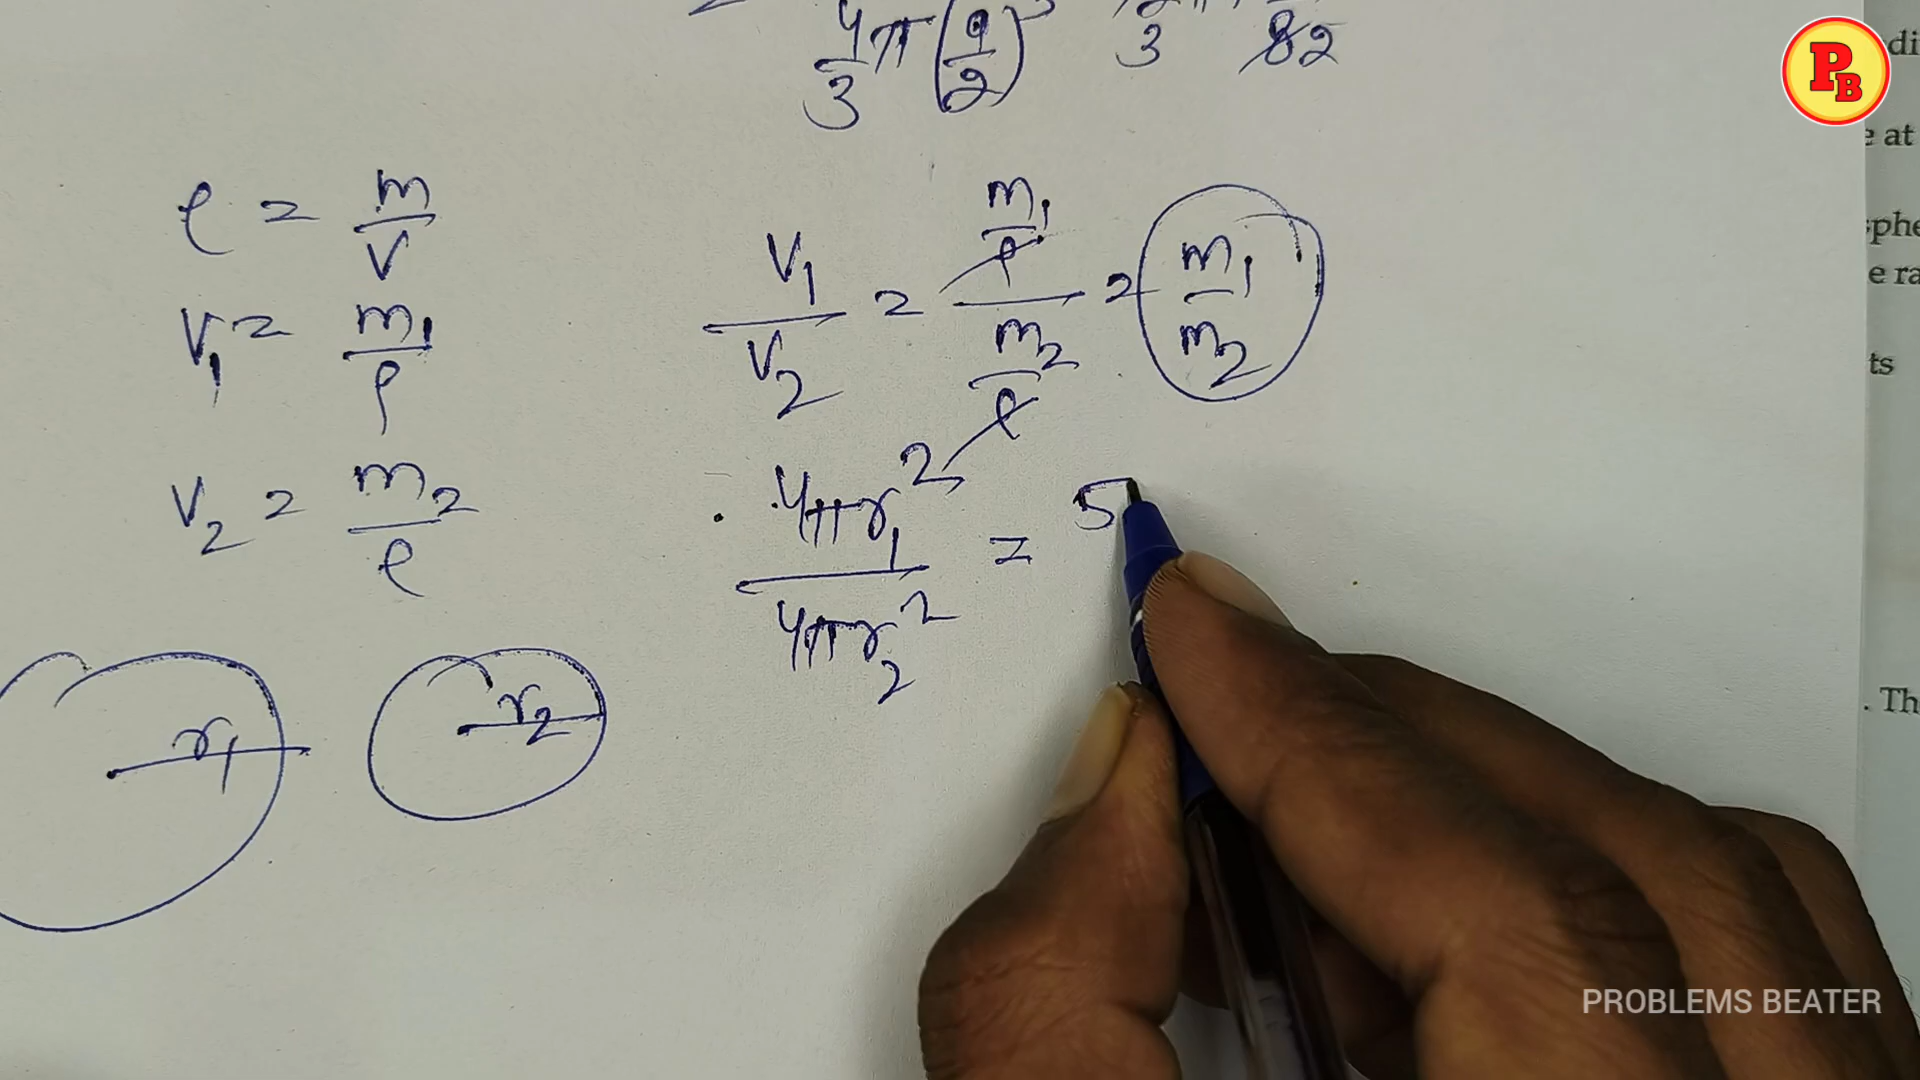 4/3 π (9/2)³
3 82
ρ = m/V
V₁ = m₁/ρ
V₂ = m₂/ρ
V₁/V₂ = (m₁/ρ)/(m₂/ρ) = m₁/m₂
4πr₁²/4πr₂² = 5
r₁
r₂
PB
at
ts
. Th
PROBLEMS BEATER